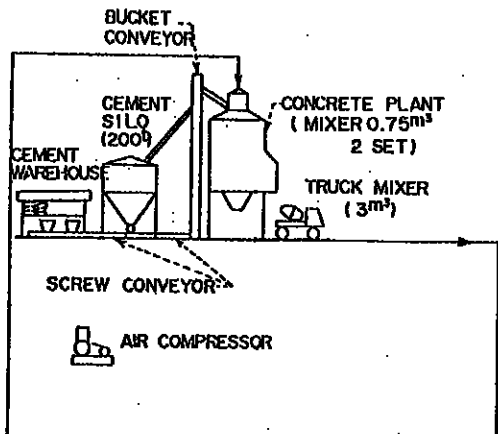 BUCKET
CONVEYOR
CEMENT
SILO
(200t)
CONCRETE PLANT
(MIXER 0.75m³
2 SET)
CEMENT
WAREHOUSE
TRUCK MIXER
(3m³)
SCREW CONVEYOR
AIR COMPRESSOR